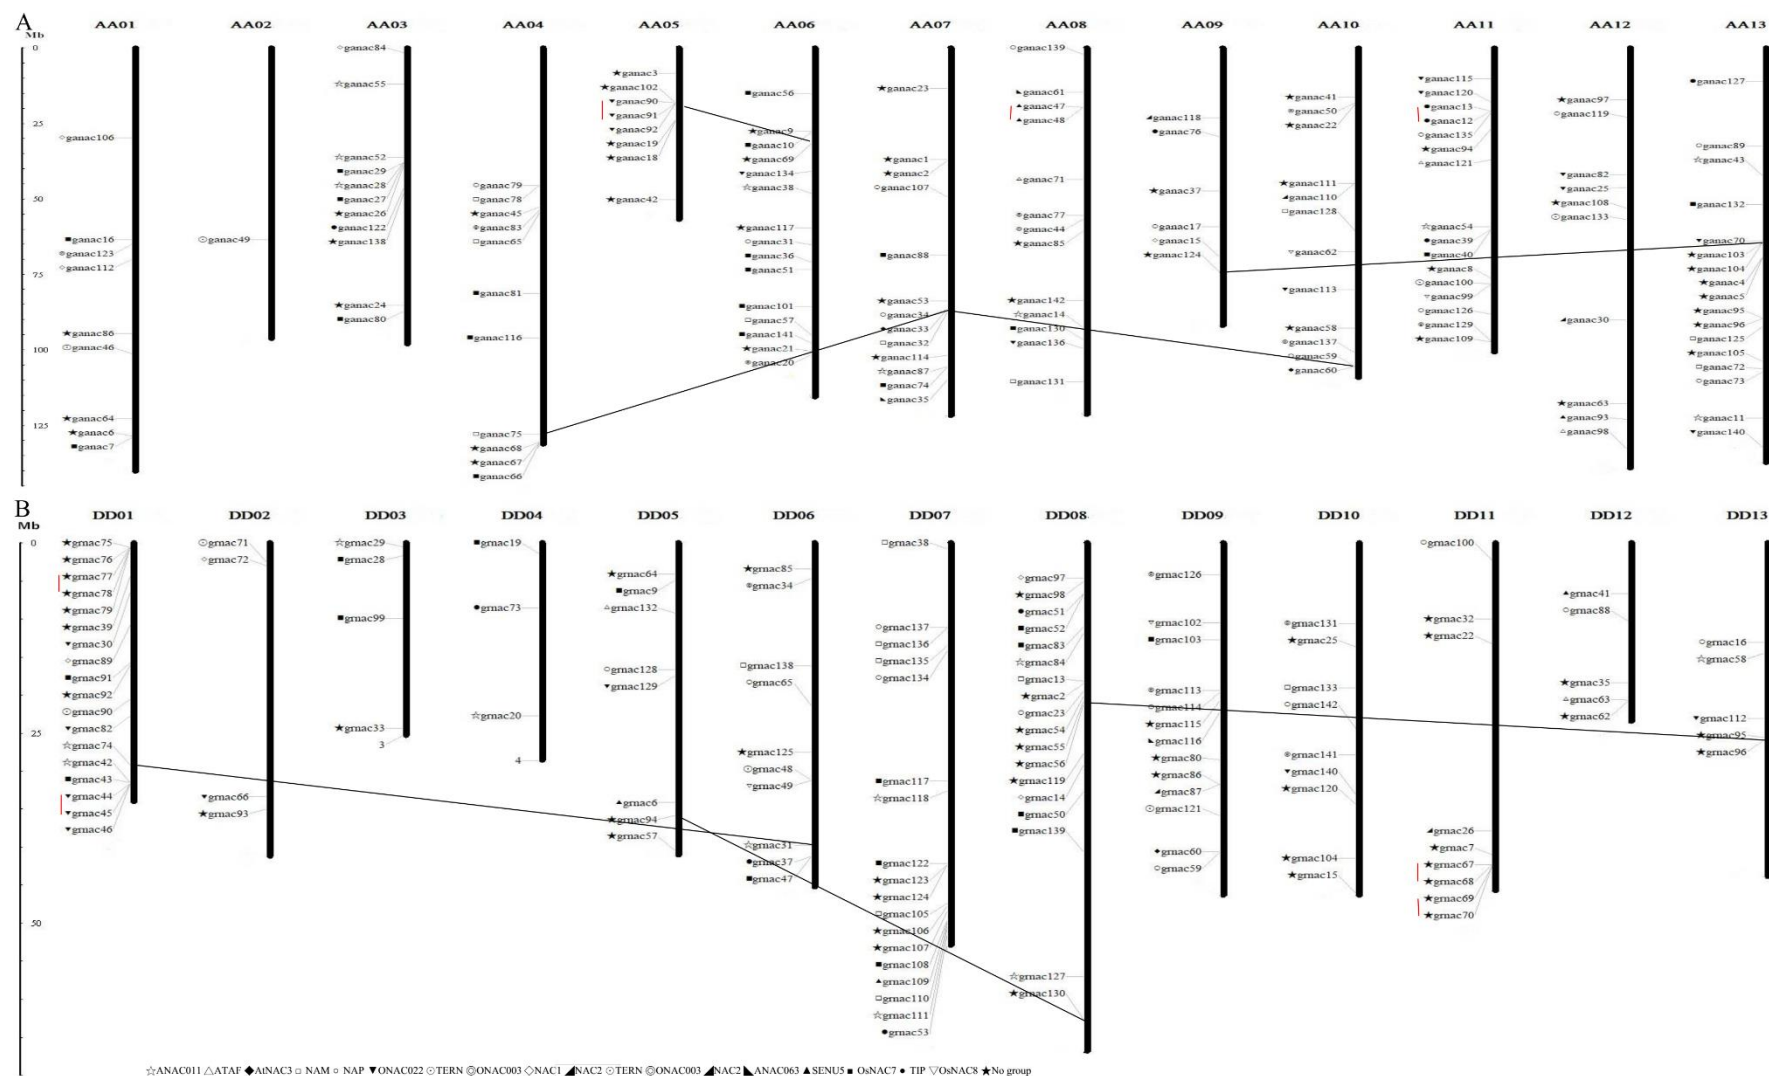 A
AA01 AA02 AA03 AA04 AA05 AA06 AA07 AA08 AA09 AA10 AA11 AA12 AA13
Mb
0
25
50
75
100
125
ganac106
ganac16
ganac123
ganac112
ganac86
ganac46
ganac64
ganac6
ganac7
ganac49
ganac84
ganac55
ganac52
ganac29
ganac28
ganac27
ganac26
ganac122
ganac138
ganac24
ganac80
ganac79
ganac78
ganac45
ganac83
ganac65
ganac81
ganac116
ganac75
ganac68
ganac67
ganac66
ganac3
ganac102
ganac90
ganac91
ganac92
ganac19
ganac18
ganac42
ganac56
ganac9
ganac10
ganac69
ganac134
ganac38
ganac117
ganac31
ganac36
ganac51
ganac101
ganac57
ganac141
ganac21
ganac20
ganac23
ganac1
ganac2
ganac107
ganac88
ganac53
ganac34
ganac33
ganac32
ganac114
ganac87
ganac74
ganac35
ganac139
ganac61
ganac47
ganac48
ganac71
ganac77
ganac44
ganac85
ganac142
ganac14
ganac130
ganac136
ganac131
ganac118
ganac76
ganac37
ganac17
ganac15
ganac124
ganac41
ganac50
ganac22
ganac111
ganac110
ganac128
ganac62
ganac113
ganac58
ganac137
ganac59
ganac60
ganac115
ganac120
ganac13
ganac12
ganac135
ganac94
ganac121
ganac54
ganac39
ganac40
ganac8
ganac100
ganac99
ganac126
ganac129
ganac109
ganac97
ganac119
ganac82
ganac25
ganac108
ganac133
ganac30
ganac63
ganac93
ganac98
ganac127
ganac89
ganac43
ganac132
ganac70
ganac103
ganac104
ganac4
ganac5
ganac95
ganac96
ganac125
ganac105
ganac72
ganac73
ganac11
ganac140
B
DD01 DD02 DD03 DD04 DD05 DD06 DD07 DD08 DD09 DD10 DD11 DD12 DD13
Mb
0
25
50
grnac75
grnac76
grnac77
grnac78
grnac79
grnac39
grnac30
grnac89
grnac91
grnac92
grnac90
grnac82
grnac74
grnac42
grnac43
grnac44
grnac45
grnac46
grnac71
grnac72
grnac66
grnac93
grnac29
grnac28
grnac99
grnac33
3
grnac19
grnac73
grnac20
4
grnac64
grnac9
grnac132
grnac128
grnac129
grnac6
grnac94
grnac57
grnac85
grnac34
grnac138
grnac65
grnac125
grnac48
grnac49
grnac31
grnac37
grnac47
grnac38
grnac137
grnac136
grnac135
grnac134
grnac117
grnac118
grnac122
grnac123
grnac124
grnac105
grnac106
grnac107
grnac108
grnac109
grnac110
grnac111
grnac53
grnac97
grnac98
grnac51
grnac52
grnac83
grnac84
grnac13
grnac2
grnac23
grnac54
grnac55
grnac56
grnac119
grnac14
grnac50
grnac139
grnac127
grnac130
grnac126
grnac102
grnac103
grnac113
grnac114
grnac115
grnac116
grnac80
grnac86
grnac87
grnac121
grnac60
grnac59
grnac131
grnac25
grnac133
grnac142
grnac141
grnac140
grnac120
grnac104
grnac15
grnac100
grnac32
grnac22
grnac26
grnac7
grnac67
grnac68
grnac69
grnac70
grnac41
grnac88
grnac35
grnac63
grnac62
grnac16
grnac58
grnac112
grnac95
grnac96
☆ANAC011 △ATAF ◆AtNAC3 □ NAM ○ NAP ▼ONAC022 ⊙TERN ◎ONAC003 ◇NAC1 ◢NAC2 ⊙TERN ◎ONAC003 ◢NAC2 ◣ANAC063 ▲SENU5 ■ OsNAC7 ● TIP ▽OsNAC8 ★No group